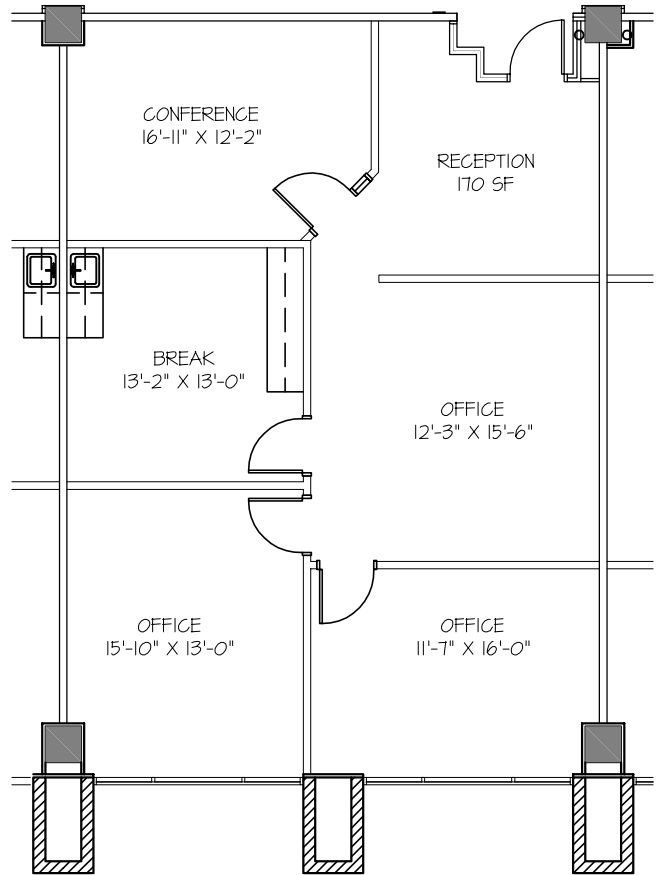 CONFERENCE
16'-11" X 12'-2"
RECEPTION
170 SF
BREAK
13'-2" X 13'-0"
OFFICE
12'-3" X 15'-6"
OFFICE
15'-10" X 13'-0"
OFFICE
11'-7" X 16'-0"